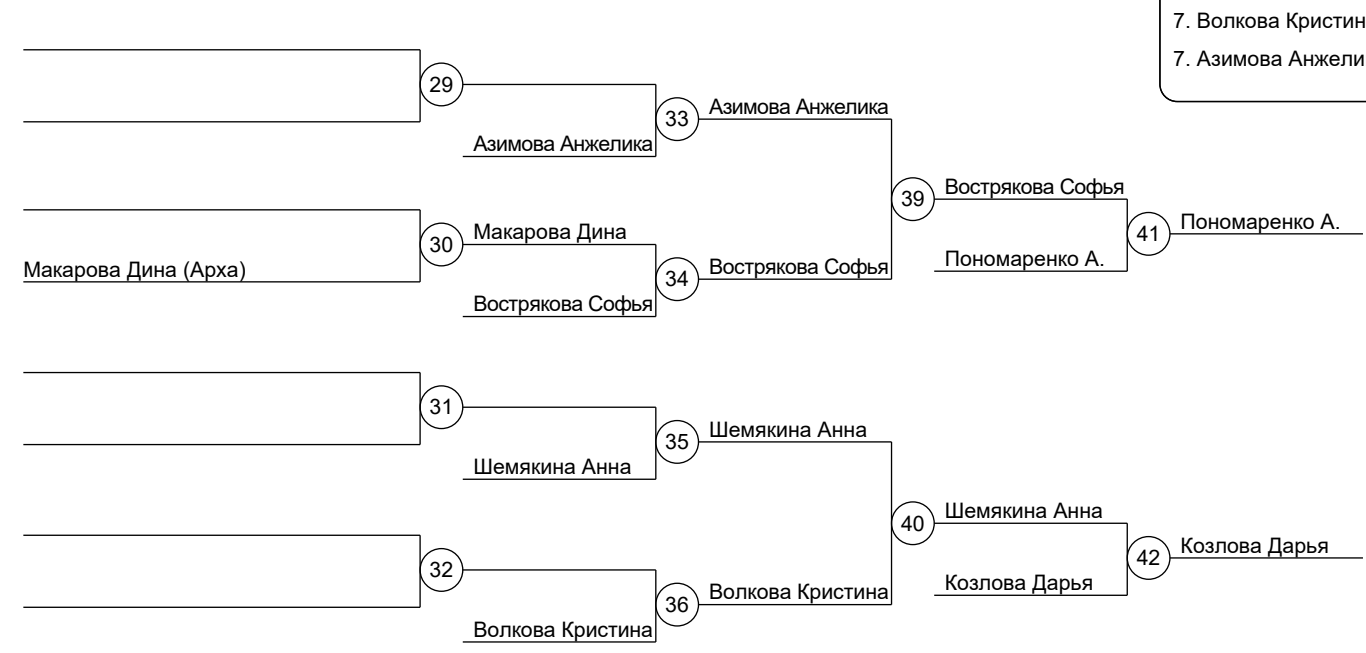 7. Волкова Кристин
7. Азимова Анжели
29
33
Азимова Анжелика
Азимова Анжелика
39
Вострякова Софья
30
Макарова Дина
Макарова Дина (Арха)
34
Вострякова Софья
Вострякова Софья
41
Пономаренко А.
Пономаренко А.
31
35
Шемякина Анна
Шемякина Анна
40
Шемякина Анна
32
36
Волкова Кристина
Волкова Кристина
42
Козлова Дарья
Козлова Дарья